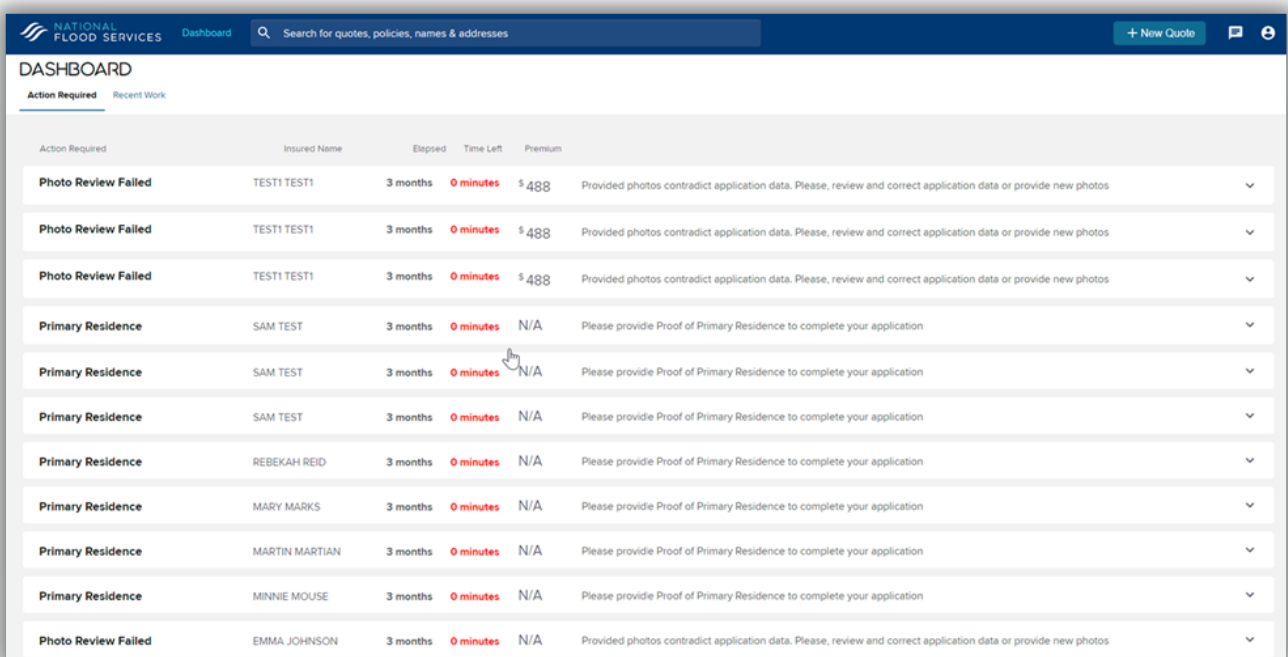 NATIONAL
FLOOD SERVICES
Dashboard
Search for quotes, policies, names & addresses
+ New Quote
DASHBOARD
Action Required Recent Work
Action Required Insured Name Elapsed Time Left Premium
Photo Review Failed TEST1 TEST1 3 months 0 minutes $ 488 Provided photos contradict application data. Please, review and correct application data or provide new photos
Photo Review Failed TEST1 TEST1 3 months 0 minutes $ 488 Provided photos contradict application data. Please, review and correct application data or provide new photos
Photo Review Failed TEST1 TEST1 3 months 0 minutes $ 488 Provided photos contradict application data. Please, review and correct application data or provide new photos
Primary Residence SAM TEST 3 months 0 minutes N/A Please provide Proof of Primary Residence to complete your application
Primary Residence SAM TEST 3 months 0 minutes N/A Please provide Proof of Primary Residence to complete your application
Primary Residence SAM TEST 3 months 0 minutes N/A Please provide Proof of Primary Residence to complete your application
Primary Residence REBEKAH REID 3 months 0 minutes N/A Please provide Proof of Primary Residence to complete your application
Primary Residence MARY MARKS 3 months 0 minutes N/A Please provide Proof of Primary Residence to complete your application
Primary Residence MARTIN MARTIAN 3 months 0 minutes N/A Please provide Proof of Primary Residence to complete your application
Primary Residence MINNIE MOUSE 3 months 0 minutes N/A Please provide Proof of Primary Residence to complete your application
Photo Review Failed EMMA JOHNSON 3 months 0 minutes N/A Provided photos contradict application data. Please, review and correct application data or provide new photos